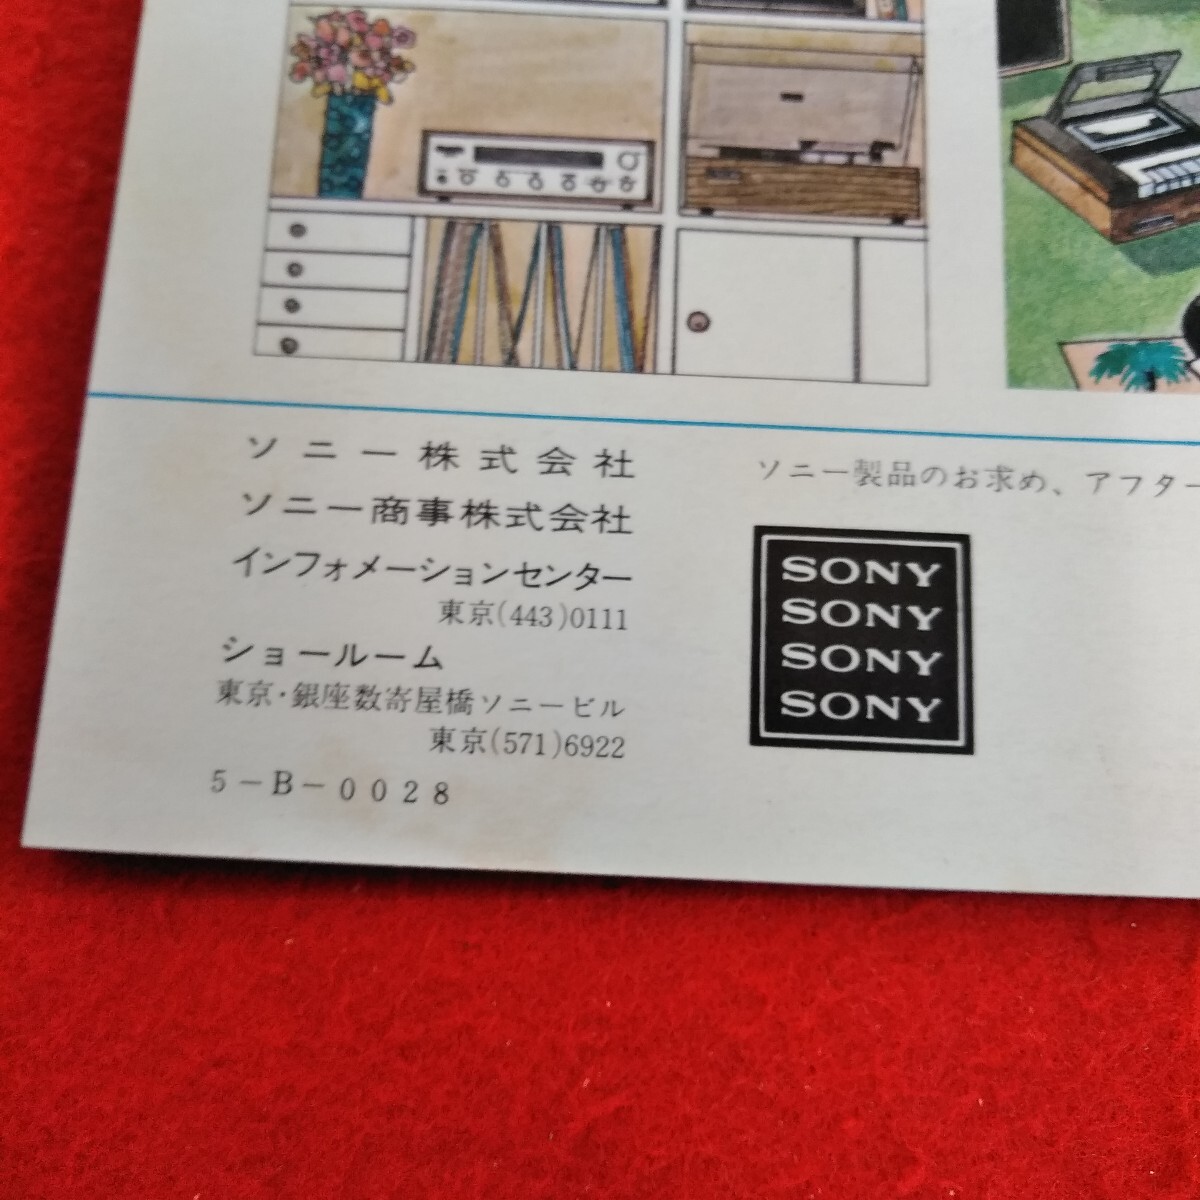 ソニー株式会社
ソニー商事株式会社
インフォメーションセンター
東京(443)0111
ショールーム
東京・銀座数寄屋橋ソニービル
東京(571)6922
5-B-0028
ソニー製品のお求め、アフター
SONY
SONY
SONY
SONY